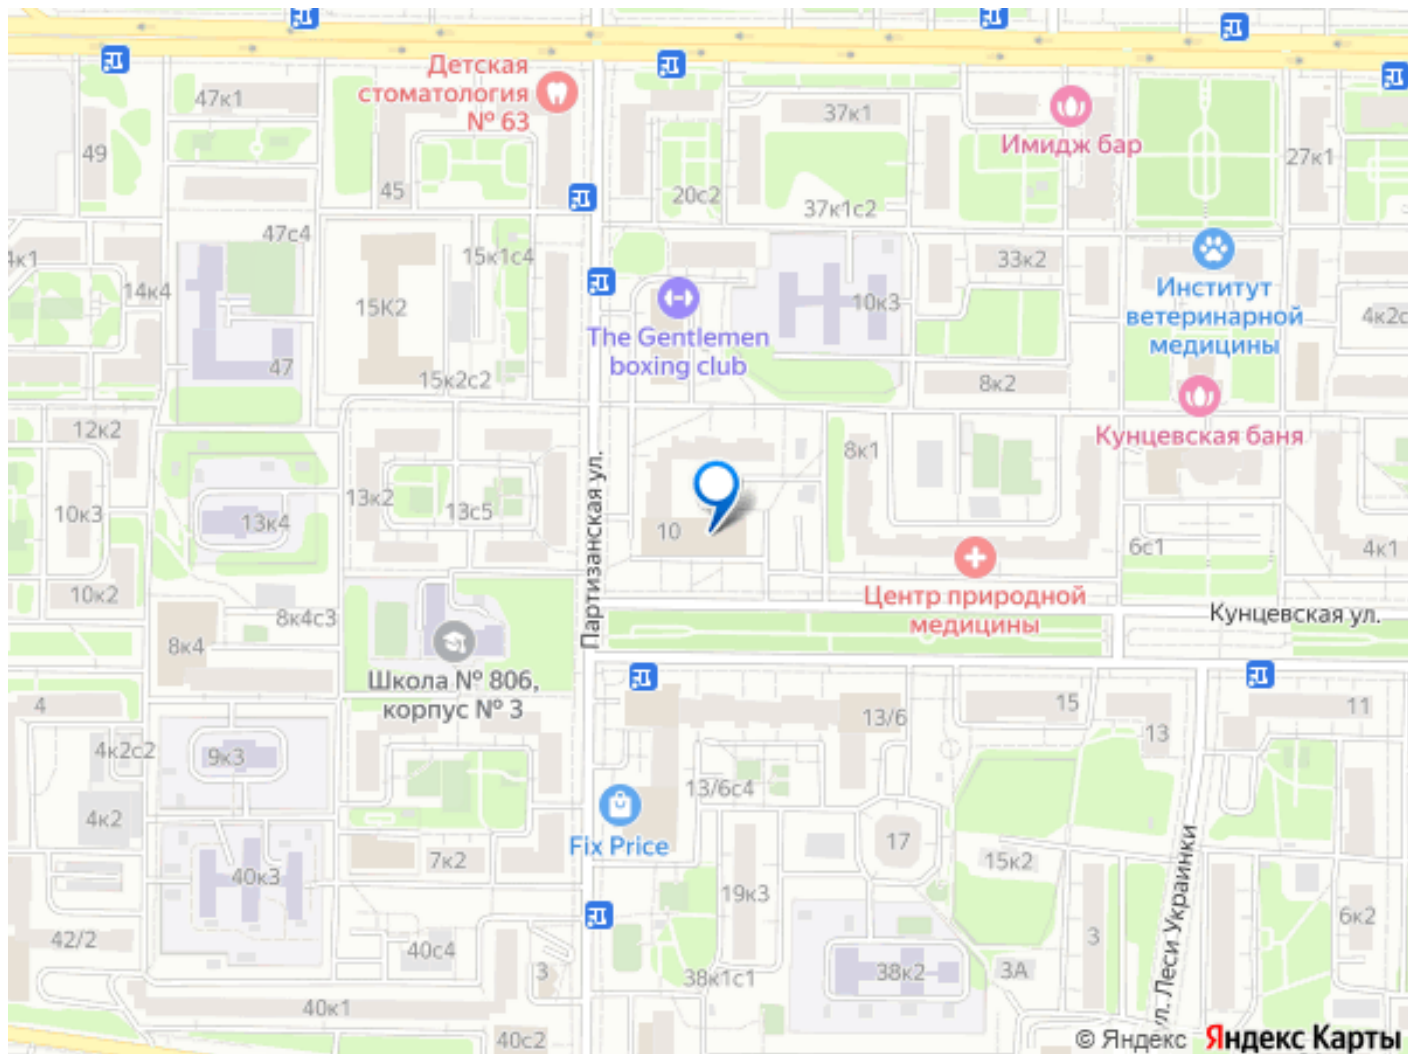 Детская
стоматология
№ 63
47к1
37к1
Имидж бар
49
27к1
45
20с2
37к1с2
47с4
15к1с4
33к2
4к1
14к4
15К2
10к3
Институт
ветеринарной
медицины
4к2с
The Gentlemen
boxing club
47
15к2с2
8к2
12к2
Кунцевская баня
8к1
13к2
13с5
10к3
13к4
10
Партизанская ул.
6с1
4к1
10к2
Центр природной
медицины
8к4с3
Кунцевская ул.
8к4
Школа № 806,
корпус № 3
4
15
11
13/6
13
4к2с2
9к3
13/6с4
4к2
Fix Price
17
7к2
15к2
40к3
19к3
ул. Леси Украинки
6к2
42/2
40с4
3
3
38к1с1
38к2
3А
40к1
40с2
© Яндекс Яндекс Карты